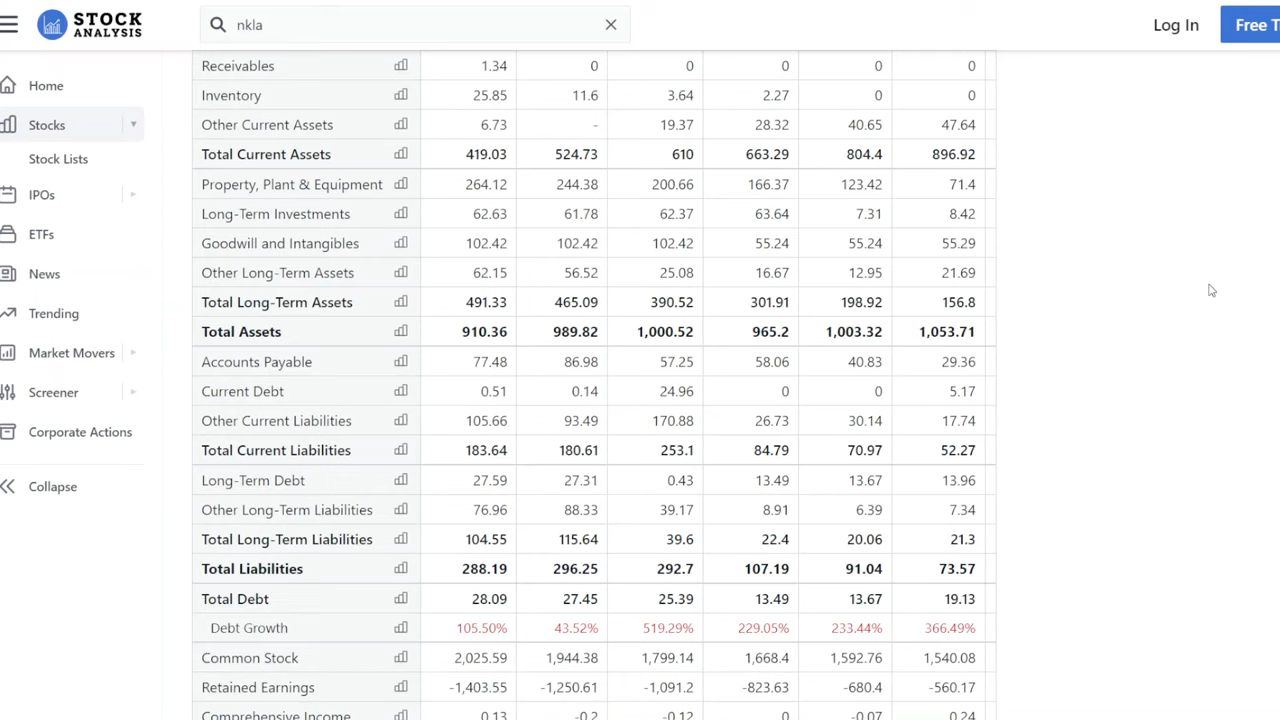 STOCK
ANALYSIS
nkla
Log In
Free T
Home
Stocks
Stock Lists
IPOs
ETFs
News
Trending
Market Movers
Screener
Corporate Actions
Collapse
Receivables 1.34 0 0 0 0 0
Inventory 25.85 11.6 3.64 2.27 0 0
Other Current Assets 6.73 - 19.37 28.32 40.65 47.64
Total Current Assets 419.03 524.73 610 663.29 804.4 896.92
Property, Plant & Equipment 264.12 244.38 200.66 166.37 123.42 71.4
Long-Term Investments 62.63 61.78 62.37 63.64 7.31 8.42
Goodwill and Intangibles 102.42 102.42 102.42 55.24 55.24 55.29
Other Long-Term Assets 62.15 56.52 25.08 16.67 12.95 21.69
Total Long-Term Assets 491.33 465.09 390.52 301.91 198.92 156.8
Total Assets 910.36 989.82 1,000.52 965.2 1,003.32 1,053.71
Accounts Payable 77.48 86.98 57.25 58.06 40.83 29.36
Current Debt 0.51 0.14 24.96 0 0 5.17
Other Current Liabilities 105.66 93.49 170.88 26.73 30.14 17.74
Total Current Liabilities 183.64 180.61 253.1 84.79 70.97 52.27
Long-Term Debt 27.59 27.31 0.43 13.49 13.67 13.96
Other Long-Term Liabilities 76.96 88.33 39.17 8.91 6.39 7.34
Total Long-Term Liabilities 104.55 115.64 39.6 22.4 20.06 21.3
Total Liabilities 288.19 296.25 292.7 107.19 91.04 73.57
Total Debt 28.09 27.45 25.39 13.49 13.67 19.13
Debt Growth 105.50% 43.52% 519.29% 229.05% 233.44% 366.49%
Common Stock 2,025.59 1,944.38 1,799.14 1,668.4 1,592.76 1,540.08
Retained Earnings -1,403.55 -1,250.61 -1,091.2 -823.63 -680.4 -560.17
Comprehensive Income 0.13 -0.2 -0.12 0 -0.07 0.24